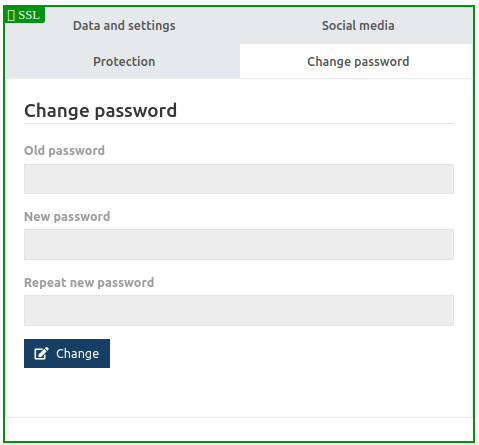 SSL
Data and settings
Social media
Protection
Change password
Change password
Old password
New password
Repeat new password
Change